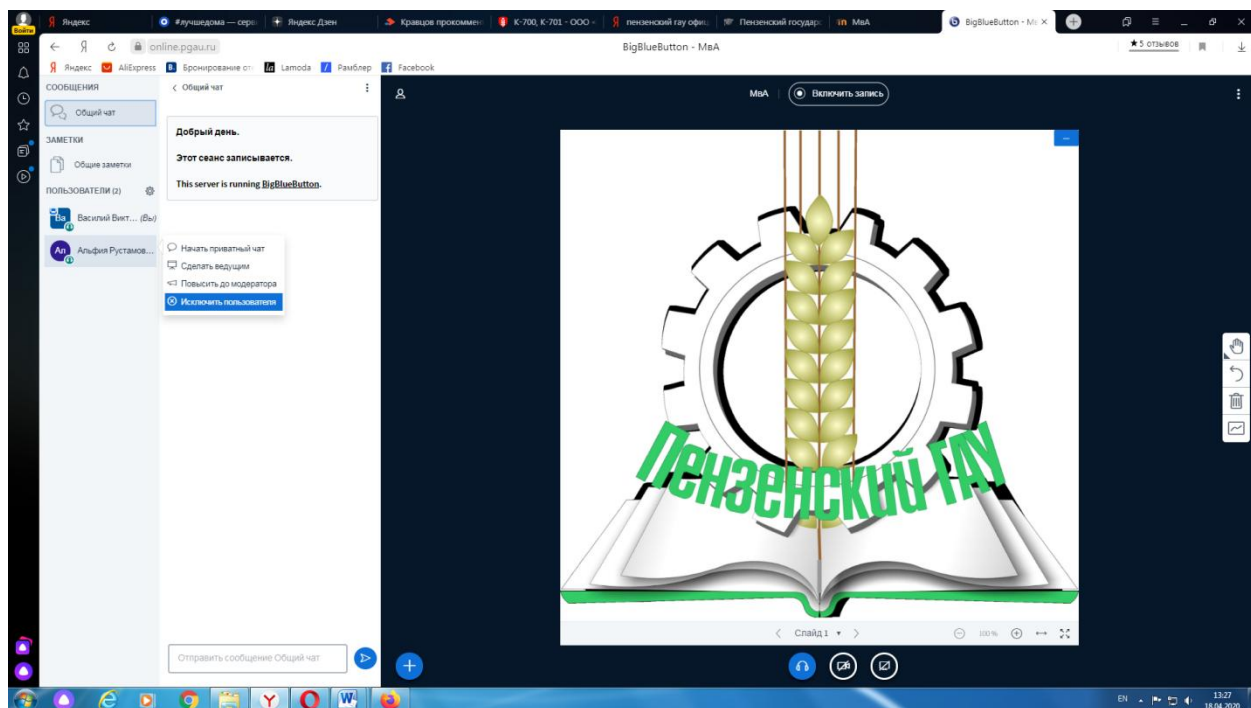 Войти
Яндекс
#лучшедома — серв
Яндекс Дзен
Кравцов прокоммен
К-700, К-701 - ООО «
пензенский гау офиц
Пензенский государс
МвА
BigBlueButton - Мв
online.pgau.ru
BigBlueButton - МвА
★ 5 отзывов
Яндекс
AliExpress
Бронирование от
Lamoda
Рамблер
Facebook
СООБЩЕНИЯ
Общий чат
ЗАМЕТКИ
Общие заметки
ПОЛЬЗОВАТЕЛИ (2)
Ва
Василий Викт... (Вы)
Ал
Альфия Рустамов...
Общий чат
Добрый день.
Этот сеанс записывается.
This server is running BigBlueButton.
Начать приватный чат
Сделать ведущим
Повысить до модератора
Исключить пользователя
Отправить сообщение Общий чат
МвА
Включить запись
Пензенский ГАУ
Слайд 1
100%
EN
13:27
18.04.2020